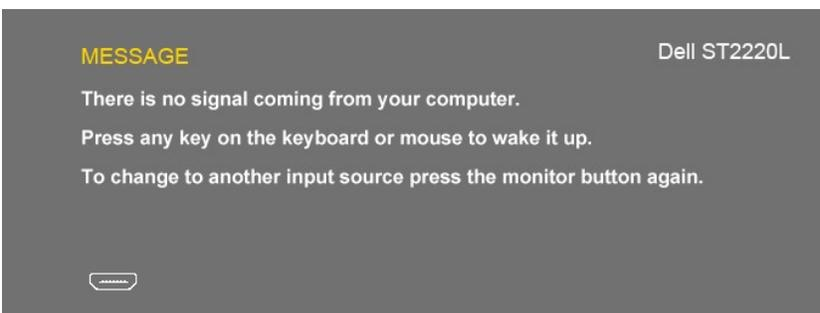 MESSAGE
Dell ST2220L
There is no signal coming from your computer.
Press any key on the keyboard or mouse to wake it up.
To change to another input source press the monitor button again.